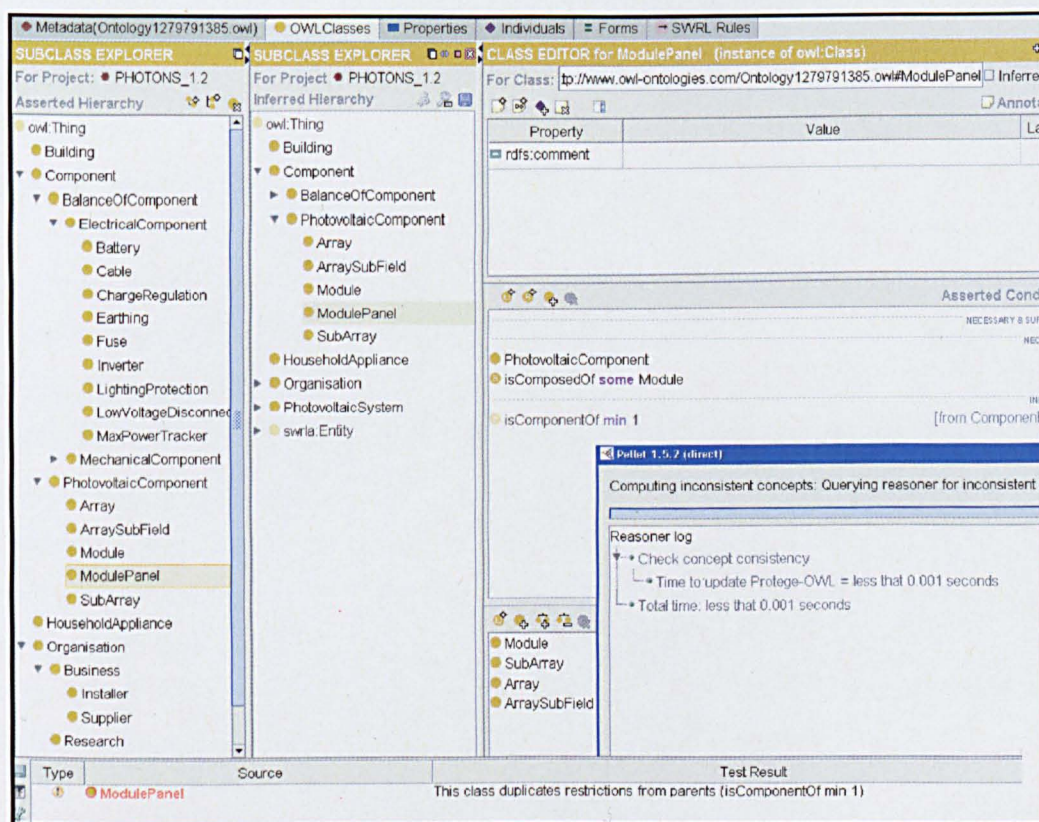 Metadata(Ontology1279791385.owl) OWLClasses Properties Individuals Forms SWRL Rules
SUBCLASS EXPLORER
For Project: PHOTONS_1.2
Asserted Hierarchy
owl:Thing
Building
Component
BalanceOfComponent
ElectricalComponent
Battery
Cable
ChargeRegulation
Earthing
Fuse
Inverter
LightingProtection
LowVoltageDisconnec
MaxPowerTracker
MechanicalComponent
PhotovoltaicComponent
Array
ArraySubField
Module
ModulePanel
SubArray
HouseholdAppliance
Organisation
Business
Installer
Supplier
Research
SUBCLASS EXPLORER
For Project PHOTONS_1.2
Inferred Hierarchy
owl:Thing
Building
Component
BalanceOfComponent
PhotovoltaicComponent
Array
ArraySubField
Module
ModulePanel
SubArray
HouseholdAppliance
Organisation
PhotovoltaicSystem
swrla:Entity
CLASS EDITOR for ModulePanel (instance of owl:Class)
For Class: tp://www.owl-ontologies.com/Ontology1279791385.owl#ModulePanel Inferre
Annota
Property Value La
rdfs:comment
Asserted Cond
NECESSARY & SUF
NEC
PhotovoltaicComponent
isComposedOf some Module
IN
isComponentOf min 1 [from Component
Pellet 1.5.2 (direct)
Computing inconsistent concepts: Querying reasoner for inconsistent
Reasoner log
Check concept consistency
Time to update Protege-OWL = less that 0.001 seconds
Total time: less that 0.001 seconds
Module
SubArray
Array
ArraySubField
Type Source Test Result
ModulePanel This class duplicates restrictions from parents (isComponentOf min 1)